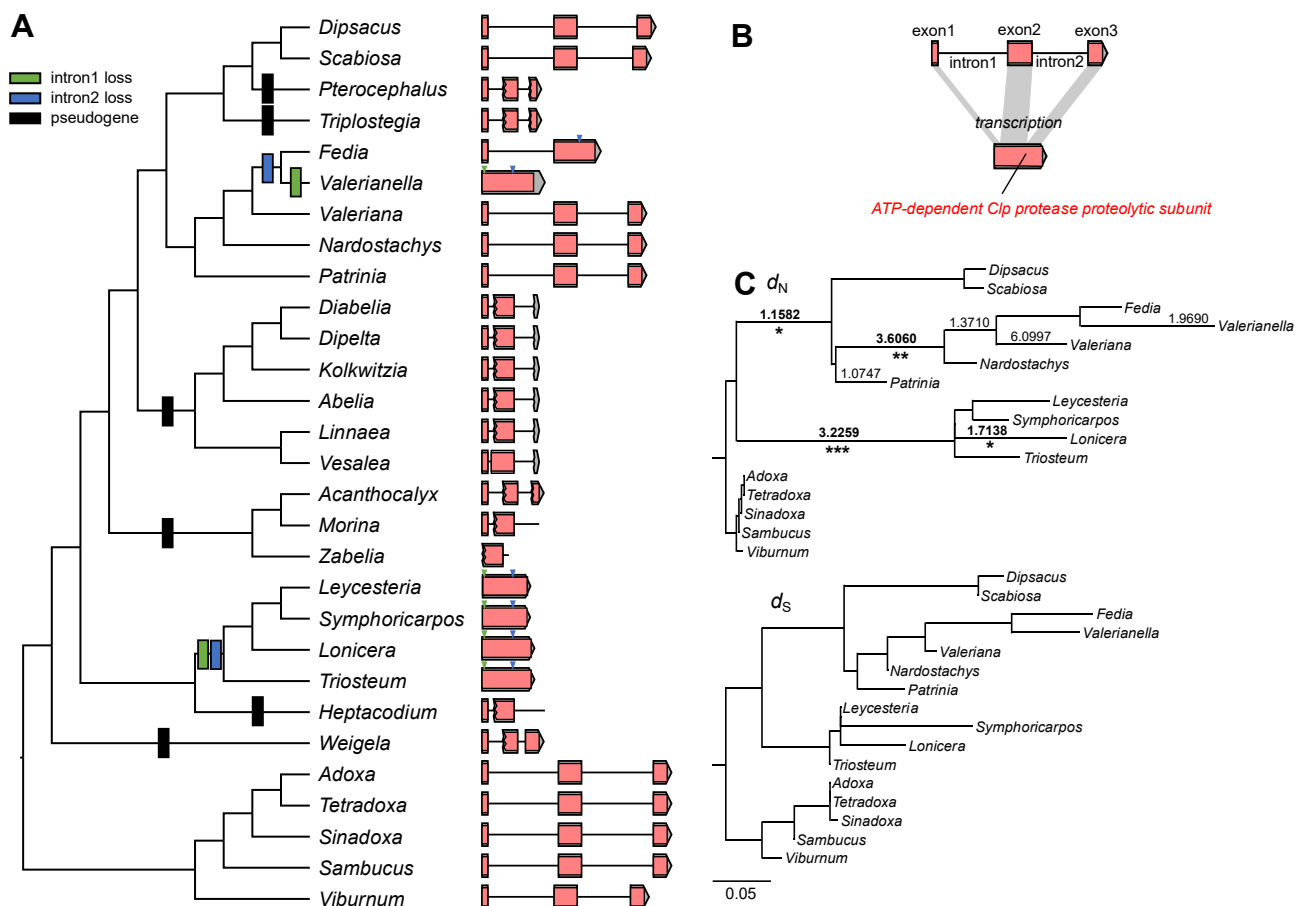 A
intron1 loss
intron2 loss
pseudogene
Dipsacus
Scabiosa
Pterocephalus
Triplostegia
Fedia
Valerianella
Valeriana
Nardostachys
Patrinia
Diabelia
Dipelta
Kolkwitzia
Abelia
Linnaea
Vesalea
Acanthocalyx
Morina
Zabelia
Leycesteria
Symphoricarpos
Lonicera
Triosteum
Heptacodium
Weigela
Adoxa
Tetradoxa
Sinadoxa
Sambucus
Viburnum
B
exon1 exon2 exon3
intron1 intron2
transcription
ATP-dependent Clp protease proteolytic subunit
C
dN
Dipsacus
Scabiosa
1.1582
*
Fedia
1.3710
1.9690
Valerianella
3.6060
**
6.0997
Valeriana
Nardostachys
1.0747
Patrinia
Leycesteria
Symphoricarpos
3.2259
***
1.7138
*
Lonicera
Triosteum
Adoxa
Tetradoxa
Sinadoxa
Sambucus
Viburnum
dS
Dipsacus
Scabiosa
Fedia
Valerianella
Valeriana
Nardostachys
Patrinia
Leycesteria
Symphoricarpos
Lonicera
Triosteum
Adoxa
Tetradoxa
Sinadoxa
Sambucus
Viburnum
0.05